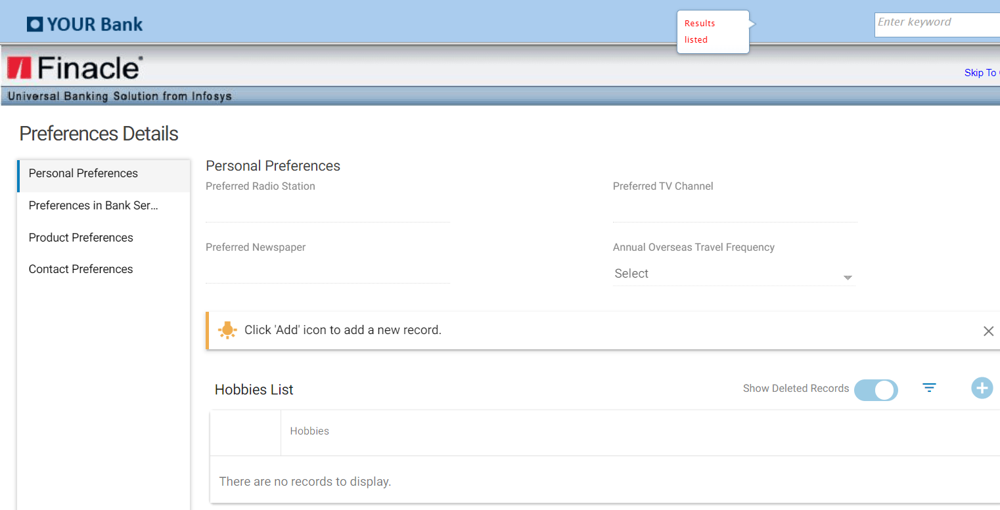 YOUR Bank
Results
listed
Enter keyword
Finacle
Skip To
Universal Banking Solution from Infosys
Preferences Details
Personal Preferences
Preferences in Bank Ser...
Product Preferences
Contact Preferences
Personal Preferences
Preferred Radio Station
Preferred TV Channel
Preferred Newspaper
Annual Overseas Travel Frequency
Select
Click 'Add' icon to add a new record.
Hobbies List
Show Deleted Records
Hobbies
There are no records to display.